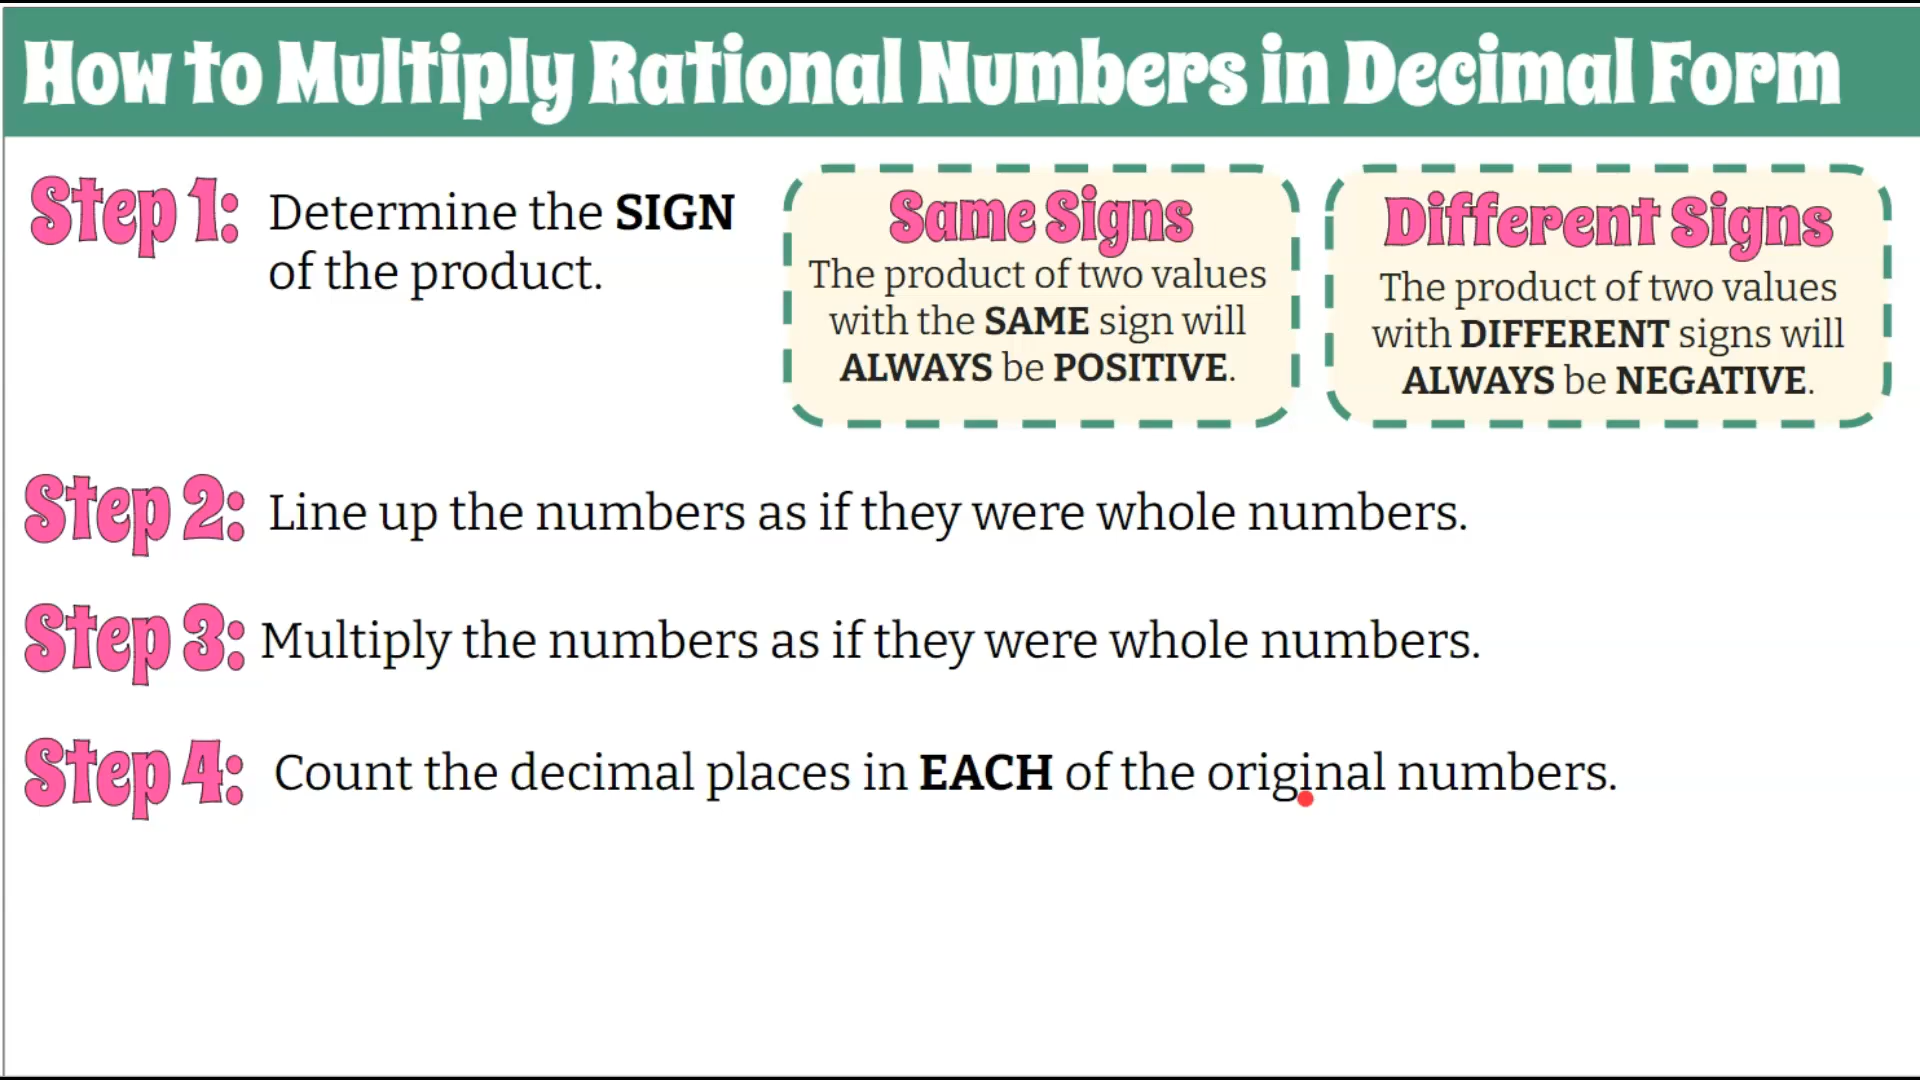 How to Multiply Rational Numbers in Decimal Form
Step 1: Determine the SIGN
of the product.
Same Signs
The product of two values
with the SAME sign will
ALWAYS be POSITIVE.
Different Signs
The product of two values
with DIFFERENT signs will
ALWAYS be NEGATIVE.
Step 2: Line up the numbers as if they were whole numbers.
Step 3: Multiply the numbers as if they were whole numbers.
Step 4: Count the decimal places in EACH of the original numbers.